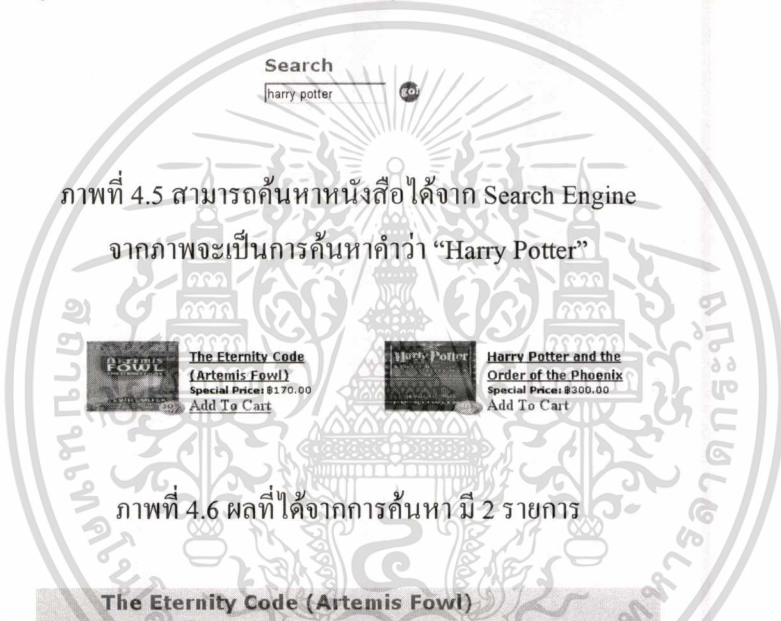 Search
harry potter go!
ภาพที่ 4.5 สามารถค้นหาหนังสือได้จาก Search Engine
จากภาพจะเป็นการค้นหาคำว่า “Harry Potter”
ARTEMIS FOWL
The Eternity Code
(Artemis Fowl)
Special Price: ฿170.00
Add To Cart
Harry Potter
Harry Potter and the
Order of the Phoenix
Special Price: ฿300.00
Add To Cart
ภาพที่ 4.6 ผลที่ได้จากการค้นหา มี 2 รายการ
The Eternity Code (Artemis Fowl)